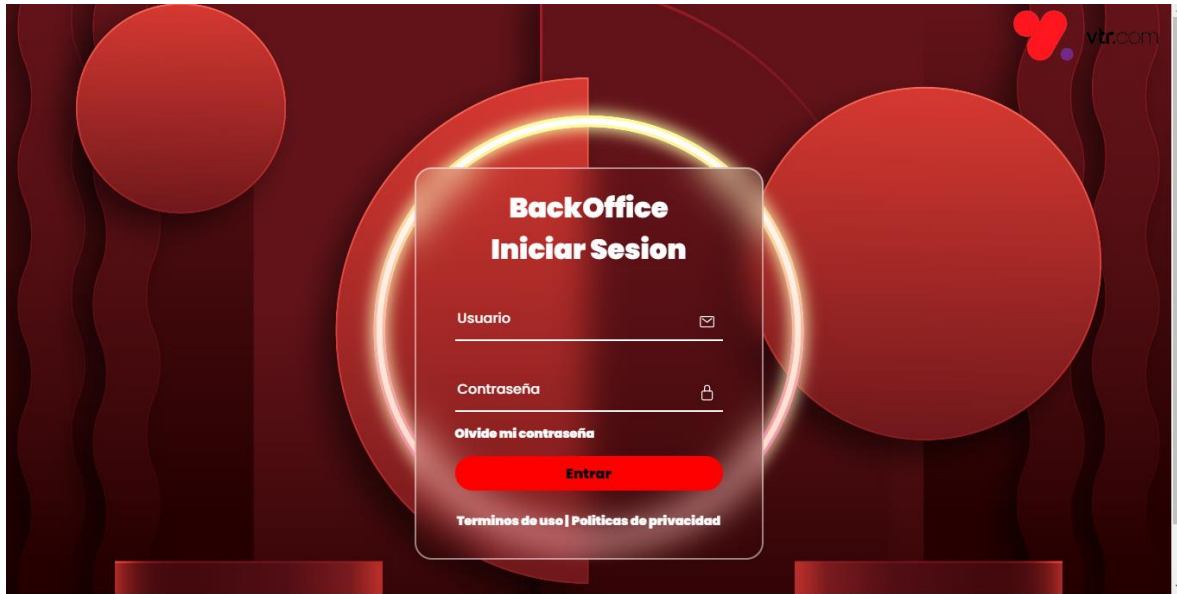 vtr.com
BackOffice
Iniciar Sesion
Usuario
Contraseña
Olvide mi contraseña
Entrar
Terminos de uso | Politicas de privacidad